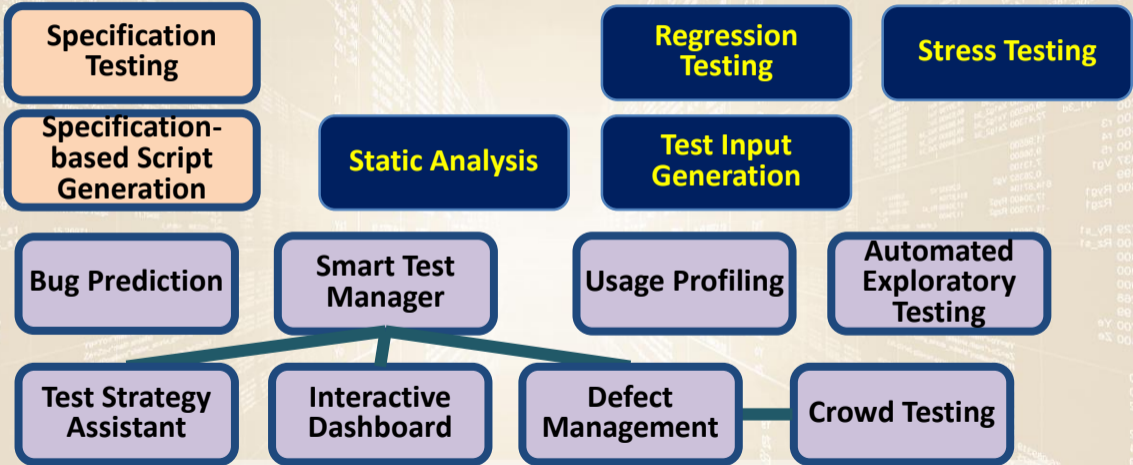 Specification
Testing
Regression
Testing
Stress Testing
Specification-
based Script
Generation
Static Analysis
Test Input
Generation
Bug Prediction
Smart Test
Manager
Usage Profiling
Automated
Exploratory
Testing
Test Strategy
Assistant
Interactive
Dashboard
Defect
Management
Crowd Testing